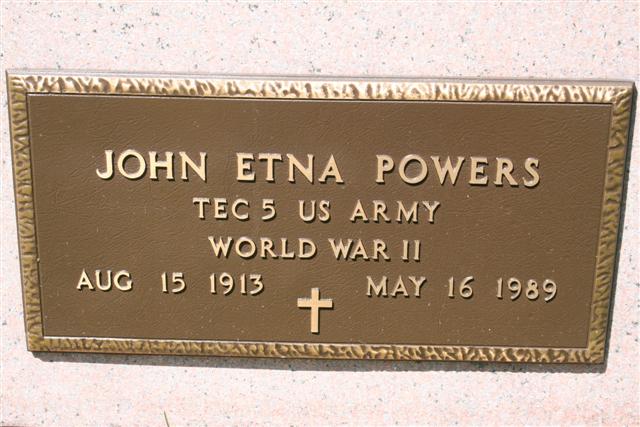 JOHN ETNA POWERS
TEC 5 US ARMY
WORLD WAR II
AUG 15 1913 MAY 16 1989